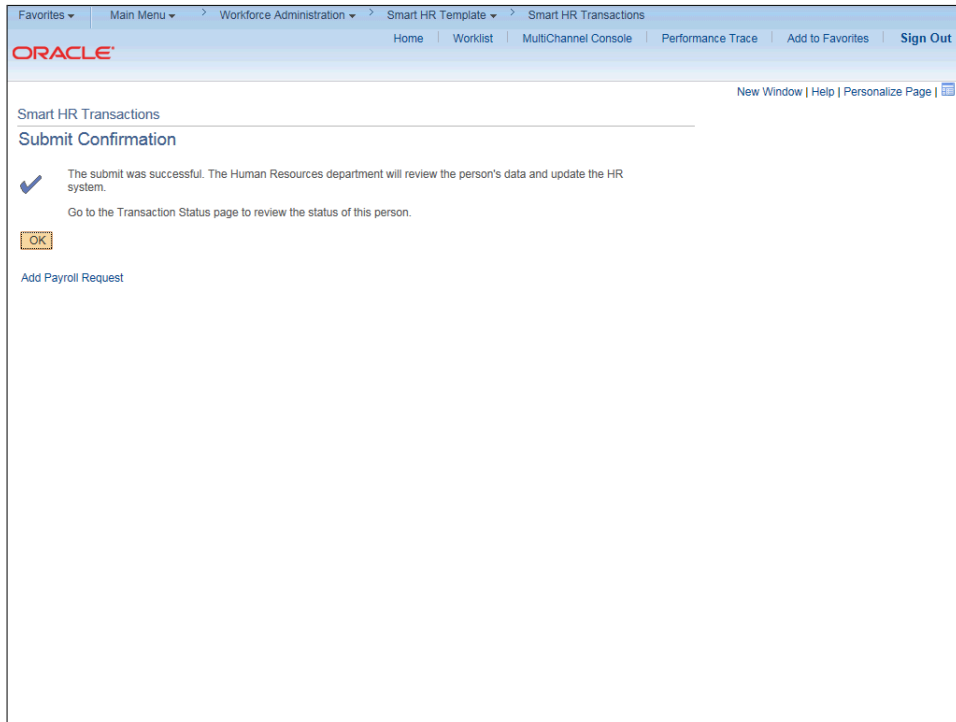 Favorites Main Menu > Workforce Administration > Smart HR Template > Smart HR Transactions
ORACLE
Home | Worklist | MultiChannel Console | Performance Trace | Add to Favorites | Sign Out
New Window | Help | Personalize Page |
Smart HR Transactions
Submit Confirmation
The submit was successful. The Human Resources department will review the person's data and update the HR
system.
Go to the Transaction Status page to review the status of this person.
OK
Add Payroll Request